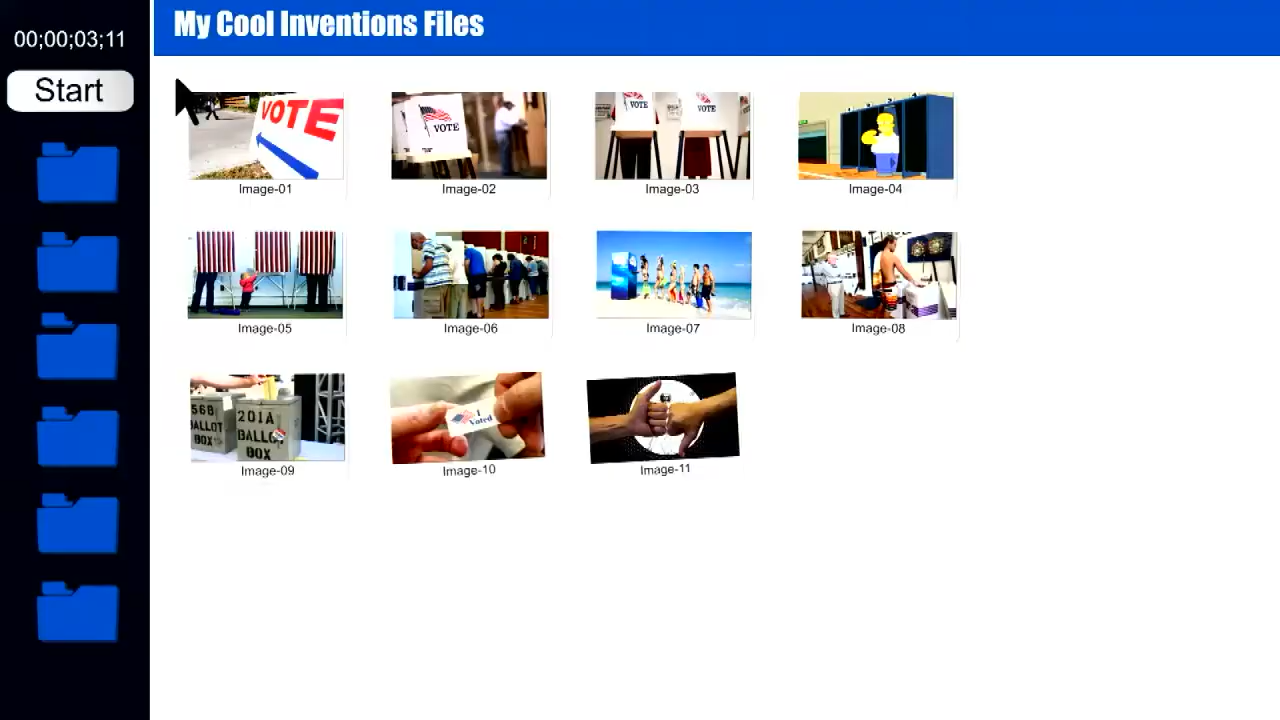 My Cool Inventions Files
00;00;03;11
Start
VOTE
VOTE
VOTE
VOTE
Image-01
Image-02
Image-03
Image-04
Image-05
Image-06
Image-07
Image-08
56B
BALLOT
BOX
201A
BALLOT
BOX
I
Voted
Image-09
Image-10
Image-11